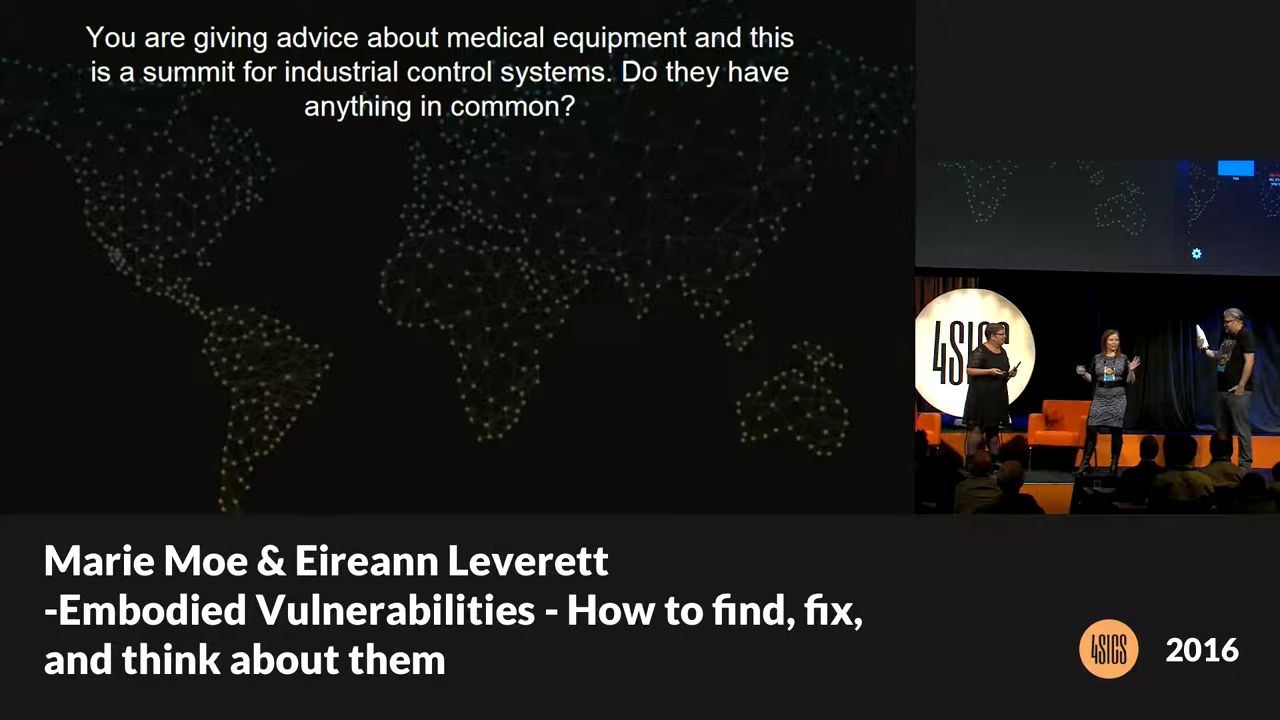 You are giving advice about medical equipment and this
is a summit for industrial control systems. Do they have
anything in common?
4SICS
Marie Moe & Eireann Leverett
-Embodied Vulnerabilities - How to find, fix,
and think about them
4SICS
2016